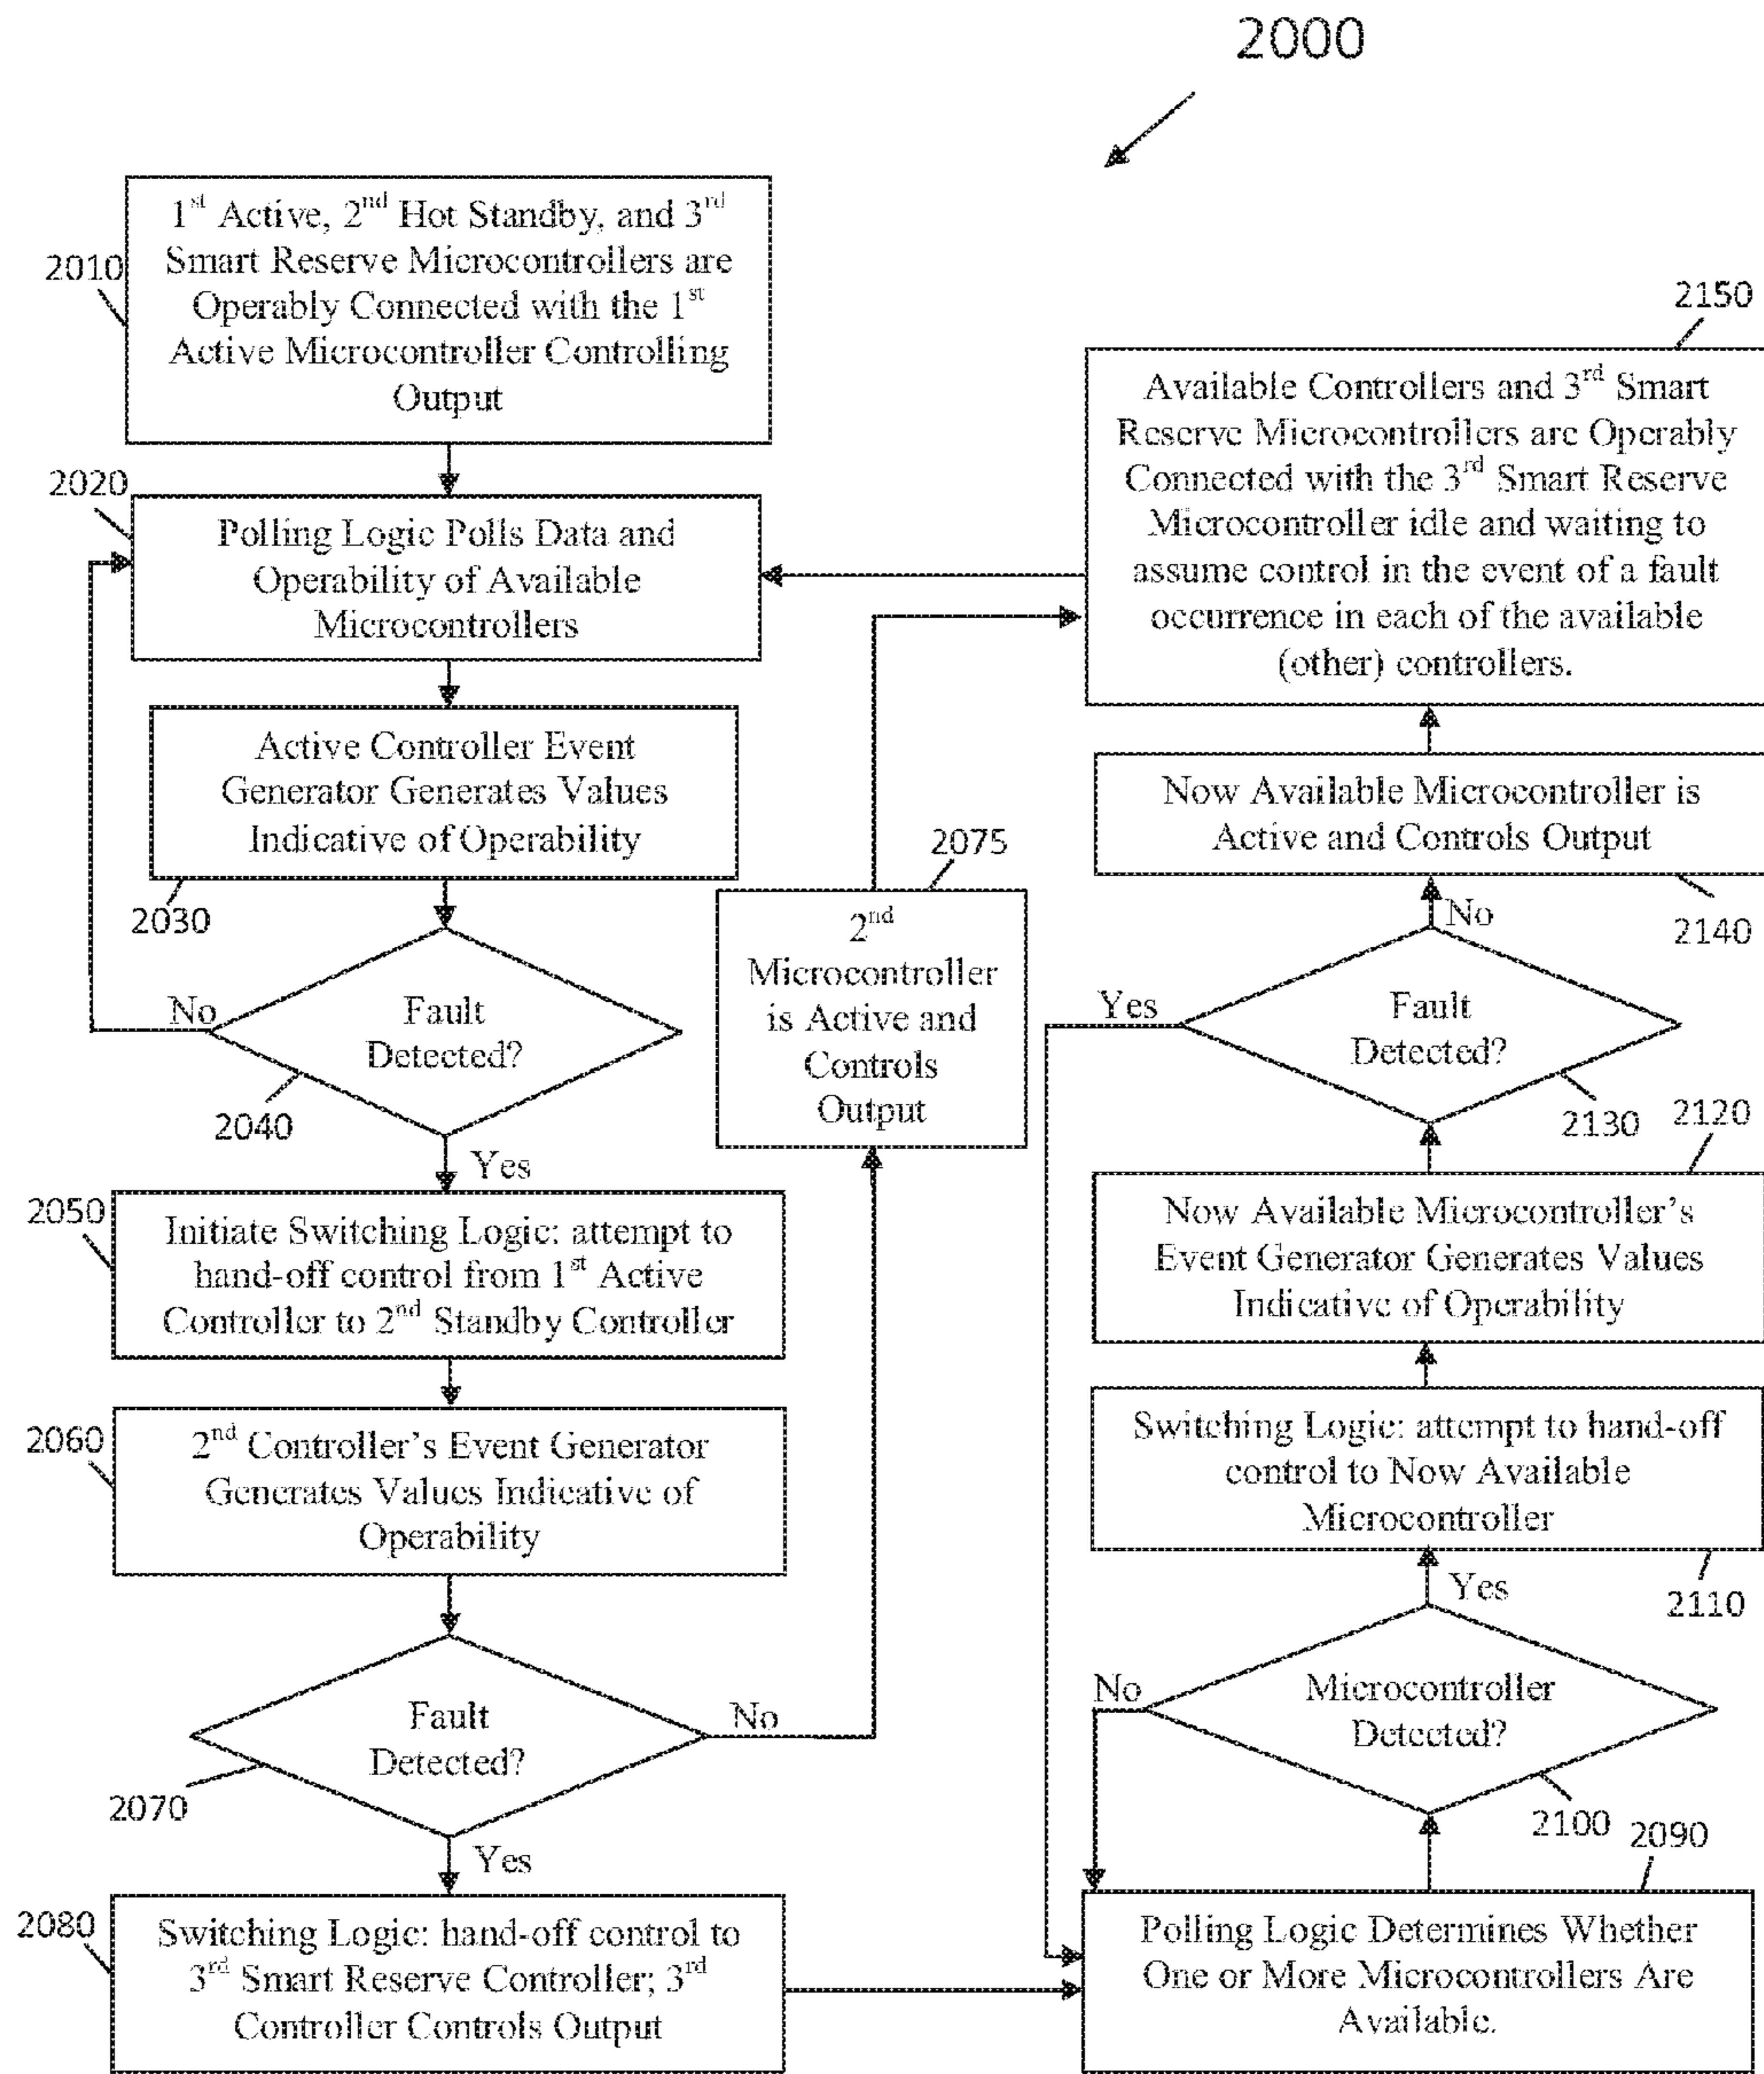 2000
2010
1st Active, 2nd Hot Standby, and 3rd
Smart Reserve Microcontrollers are
Operably Connected with the 1st
Active Microcontroller Controlling
Output
2020
Polling Logic Polls Data and
Operability of Available
Microcontrollers
Active Controller Event
Generator Generates Values
Indicative of Operability
2030
Fault
Detected?
No
2040
Yes
2050
Initiate Switching Logic: attempt to
hand-off control from 1st Active
Controller to 2nd Standby Controller
2060
2nd Controller's Event Generator
Generates Values Indicative of
Operability
Fault
Detected?
No
2070
Yes
2080
Switching Logic: hand-off control to
3rd Smart Reserve Controller; 3rd
Controller Controls Output
2075
2nd
Microcontroller
is Active and
Controls
Output
2150
Available Controllers and 3rd Smart
Reserve Microcontrollers are Operably
Connected with the 3rd Smart Reserve
Microcontroller idle and waiting to
assume control in the event of a fault
occurrence in each of the available
(other) controllers.
Now Available Microcontroller is
Active and Controls Output
2140
No
Yes
Fault
Detected?
2130
2120
Now Available Microcontroller's
Event Generator Generates Values
Indicative of Operability
Switching Logic: attempt to hand-off
control to Now Available
Microcontroller
2110
Yes
No
Microcontroller
Detected?
2100
2090
Polling Logic Determines Whether
One or More Microcontrollers Are
Available.